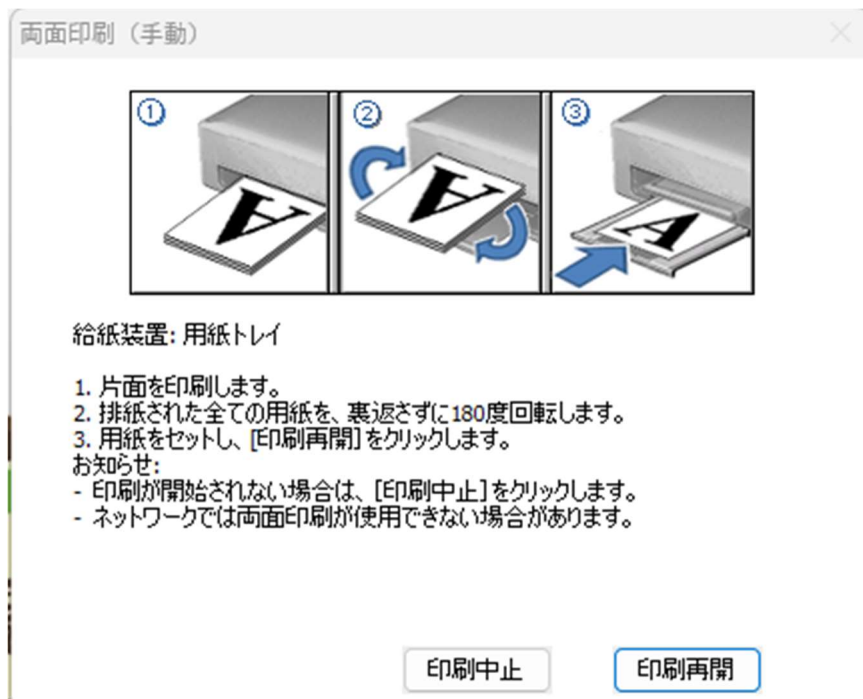 両面印刷（手動）
① ② ③
A A A
給紙装置: 用紙トレイ
1. 片面を印刷します。
2. 排紙された全ての用紙を、裏返さずに180度回転します。
3. 用紙をセットし、[印刷再開]をクリックします。
お知らせ:
- 印刷が開始されない場合は、[印刷中止]をクリックします。
- ネットワークでは両面印刷が使用できない場合があります。
印刷中止 印刷再開